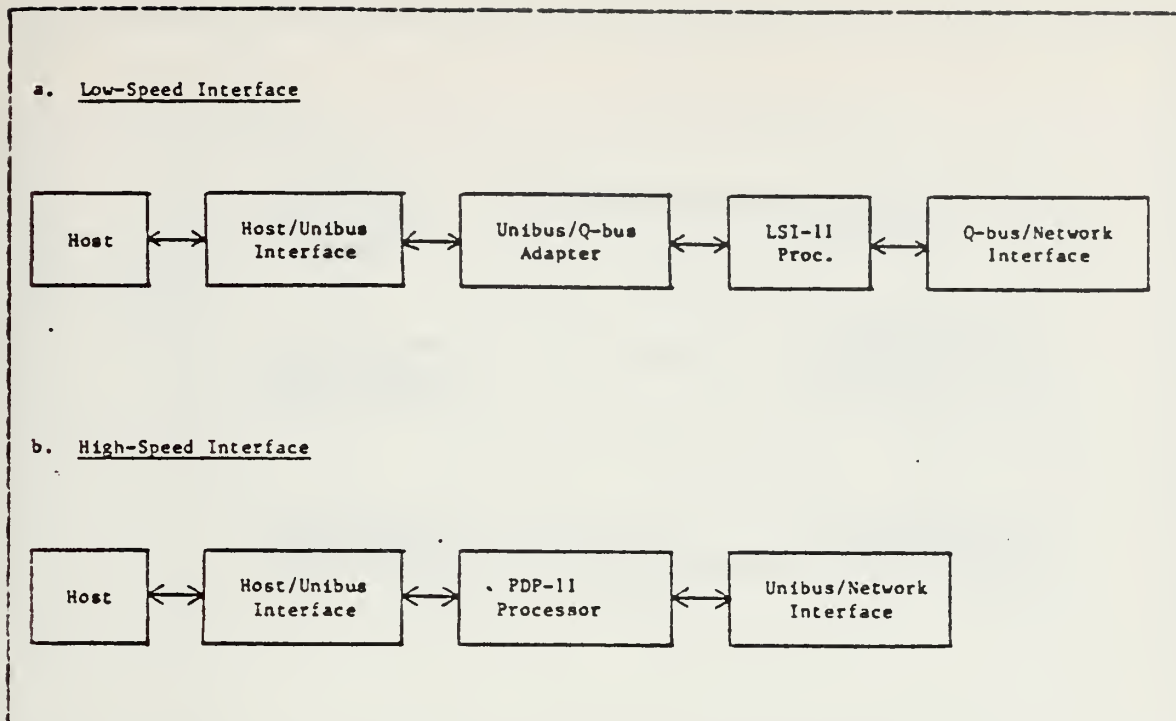 a. Low-Speed Interface
Host
Host/Unibus
Interface
Unibus/Q-bus
Adapter
LSI-11
Proc.
Q-bus/Network
Interface
b. High-Speed Interface
Host
Host/Unibus
Interface
PDP-11
Processor
Unibus/Network
Interface